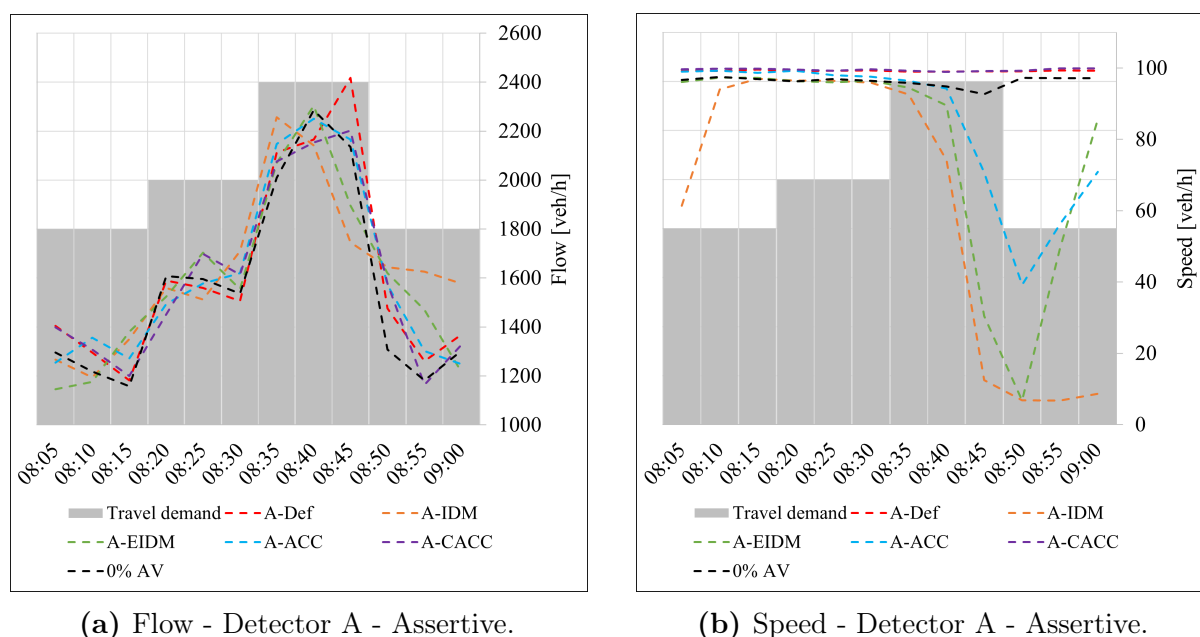 2600
2400
2200
2000
1800
1600
1400
1200
1000
Flow [veh/h]
08:05 08:10 08:15 08:20 08:25 08:30 08:35 08:40 08:45 08:50 08:55 09:00
Travel demand A-Def A-IDM
A-EIDM A-ACC A-CACC
0% AV
(a) Flow - Detector A - Assertive.
100
80
60
40
20
0
Speed [veh/h]
08:05 08:10 08:15 08:20 08:25 08:30 08:35 08:40 08:45 08:50 08:55 09:00
Travel demand A-Def A-IDM
A-EIDM A-ACC A-CACC
0% AV
(b) Speed - Detector A - Assertive.